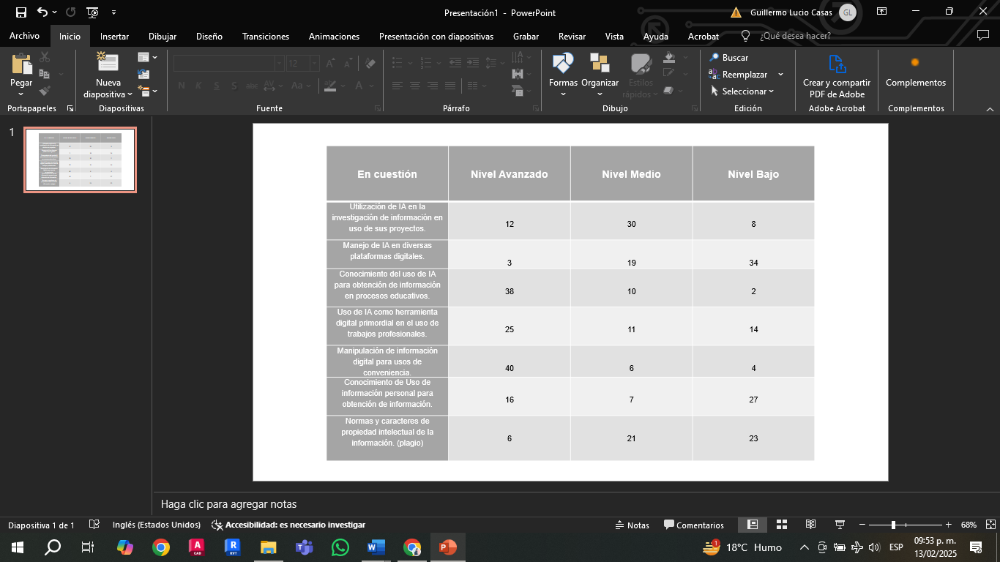 Presentación1 - PowerPoint
Guillermo Lucio Casas
GL
Archivo Inicio Insertar Dibujar Diseño Transiciones Animaciones Presentación con diapositivas Grabar Revisar Vista Ayuda Acrobat ¿Qué desea hacer?
Pegar
Portapapeles
Nueva
diapositiva
Diapositivas
12
N K S S abc AV Aa A
Fuente
Párrafo
Formas Organizar Estilos
rápidos
Dibujo
Buscar
Reemplazar
Seleccionar
Edición
Crear y compartir
PDF de Adobe
Adobe Acrobat
Complementos
Complementos
1
En cuestión Nivel Avanzado Nivel Medio Nivel Bajo
Utilización de IA en la
investigación de información en
uso de sus proyectos.
12 30 8
Manejo de IA en diversas
plataformas digitales.
3 19 34
Conocimiento del uso de IA
para obtención de información
en procesos educativos.
38 10 2
Uso de IA como herramienta
digital primordial en el uso de
trabajos profesionales.
25 11 14
Manipulación de información
digital para usos de
conveniencia.
40 6 4
Conocimiento de Uso de
información personal para
obtención de información.
16 7 27
Normas y caracteres de
propiedad intelectual de la
información. (plagio)
6 21 23
Haga clic para agregar notas
Diapositiva 1 de 1 Inglés (Estados Unidos) Accesibilidad: es necesario investigar Notas Comentarios 68%
18°C Humo ESP
09:53 p. m.
13/02/2025